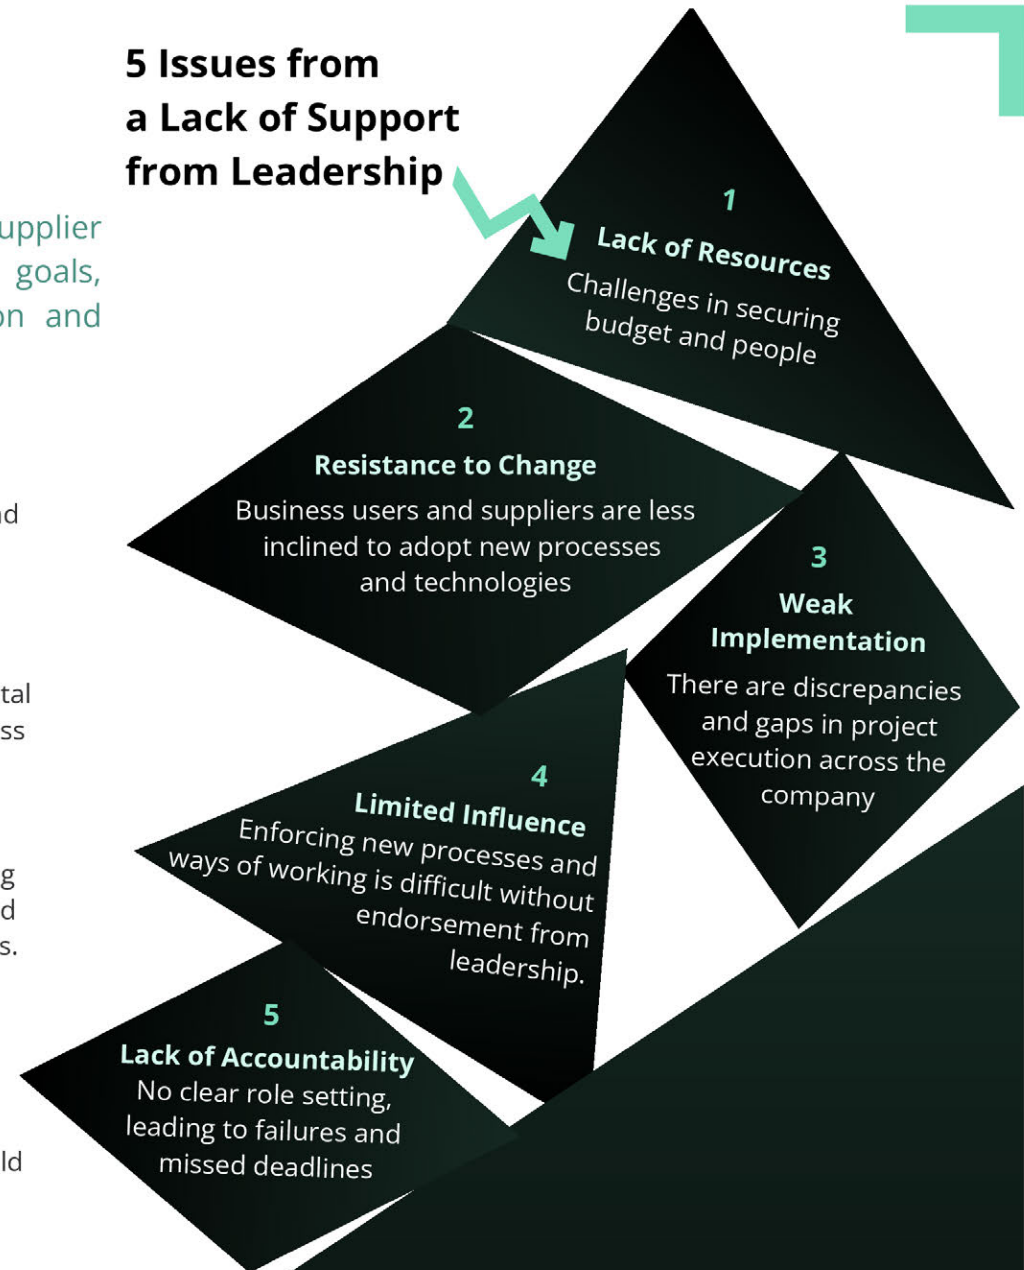 5 Issues from
a Lack of Support
from Leadership
goals,
and
1
Lack of Resources
Challenges in securing
budget and people
2
Resistance to Change
Business users and suppliers are less
inclined to adopt new processes
and technologies
3
Weak
Implementation
There are discrepancies
and gaps in project
execution across the
company
4
Limited Influence
Enforcing new processes and
ways of working is difficult without
endorsement from
leadership.
5
Lack of Accountability
No clear role setting,
leading to failures and
missed deadlines